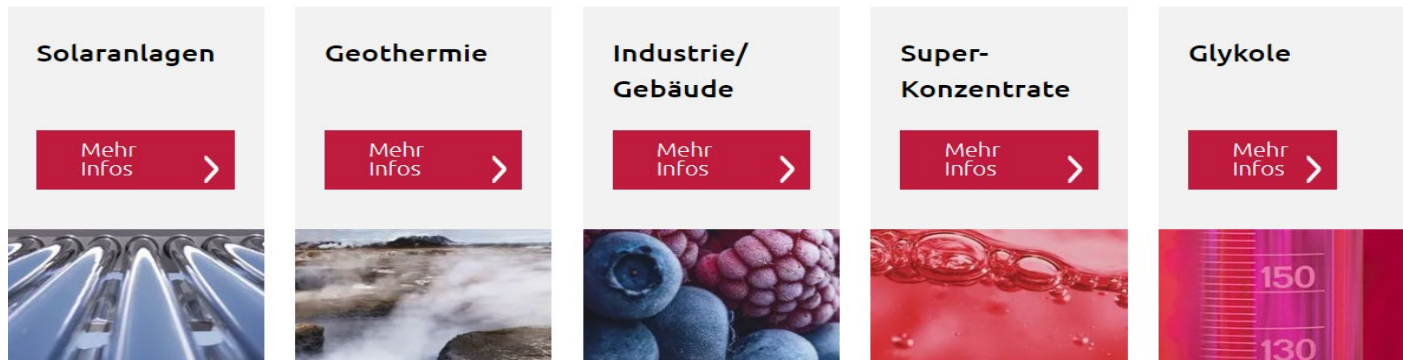 Solaranlagen
Mehr
Infos
Geothermie
Mehr
Infos
Industrie/
Gebäude
Mehr
Infos
Super-
Konzentrate
Mehr
Infos
Glykole
Mehr
Infos
150
130